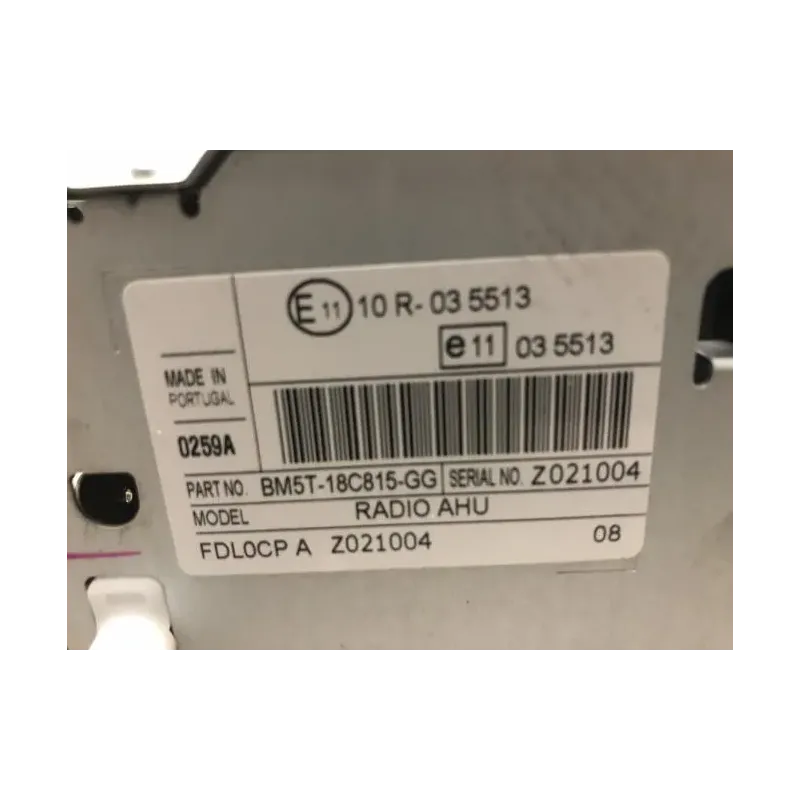 E 11 10 R- 03 5513
e 11 03 5513
MADE IN
PORTUGAL
0259A
PART NO. BM5T-18C815-GG SERIAL NO. Z021004
MODEL RADIO AHU
FDL0CP A Z021004 08